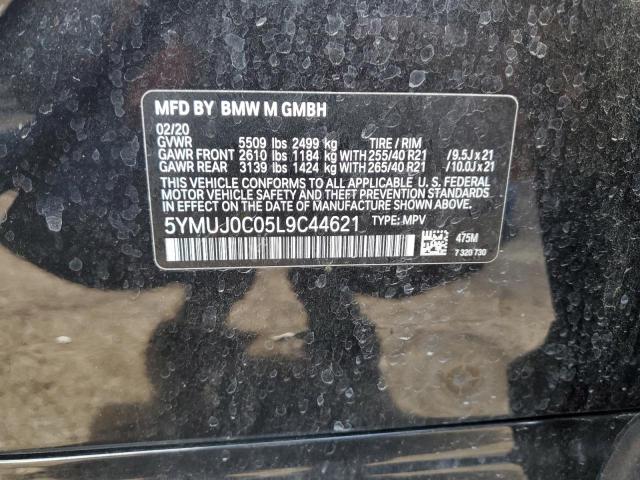 MFD BY BMW M GMBH
02/20
GVWR 5509 lbs 2499 kg TIRE / RIM
GAWR FRONT 2610 lbs 1184 kg WITH 255/40 R21 /9.5J x 21
GAWR REAR 3139 lbs 1424 kg WITH 265/40 R21 /10.0J x 21
THIS VEHICLE CONFORMS TO ALL APPLICABLE U. S. FEDERAL
MOTOR VEHICLE SAFETY AND THEFT PREVENTION STANDARDS
IN EFFECT ON THE DATE OF MANUFACTURE SHOWN ABOVE.
5YMUJ0C05L9C44621 TYPE: MPV
475M
7 320 730